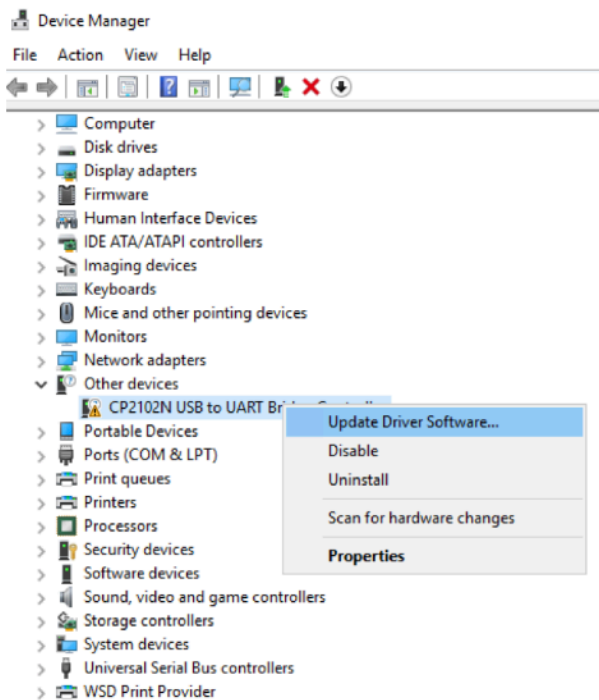 Device Manager
File Action View Help
Computer
Disk drives
Display adapters
Firmware
Human Interface Devices
IDE ATA/ATAPI controllers
Imaging devices
Keyboards
Mice and other pointing devices
Monitors
Network adapters
Other devices
CP2102N USB to UART
Portable Devices
Ports (COM & LPT)
Print queues
Printers
Processors
Security devices
Software devices
Sound, video and game controllers
Storage controllers
System devices
Universal Serial Bus controllers
WSD Print Provider
Update Driver Software...
Disable
Uninstall
Scan for hardware changes
Properties